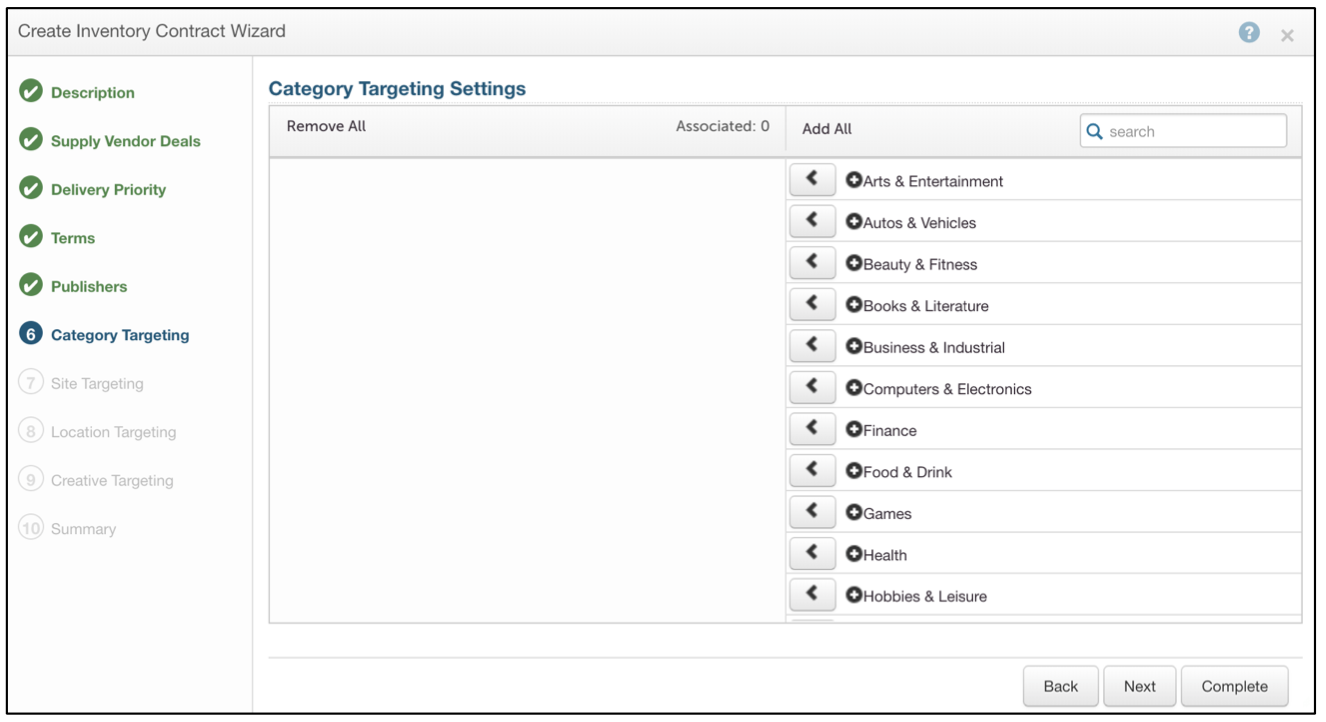 Create Inventory Contract Wizard
?
×
Description
Supply Vendor Deals
Delivery Priority
Terms
Publishers
6 Category Targeting
7 Site Targeting
8 Location Targeting
9 Creative Targeting
10 Summary
Category Targeting Settings
Remove All
Associated: 0
Add All
search
Arts & Entertainment
Autos & Vehicles
Beauty & Fitness
Books & Literature
Business & Industrial
Computers & Electronics
Finance
Food & Drink
Games
Health
Hobbies & Leisure
Back
Next
Complete